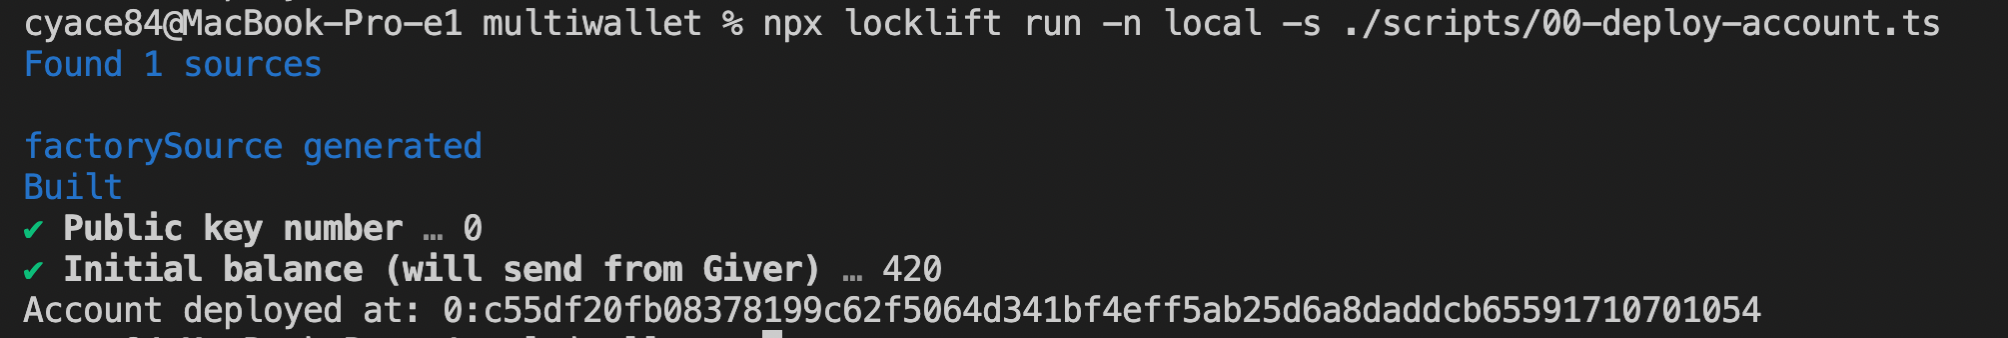 cyace84@MacBook-Pro-e1 multiwallet % npx locklift run -n local -s ./scripts/00-deploy-account.ts
Found 1 sources
factorySource generated
Built
✔ Public key number … 0
✔ Initial balance (will send from Giver) … 420
Account deployed at: 0:c55df20fb08378199c62f5064d341bf4eff5ab25d6a8daddcb65591710701054